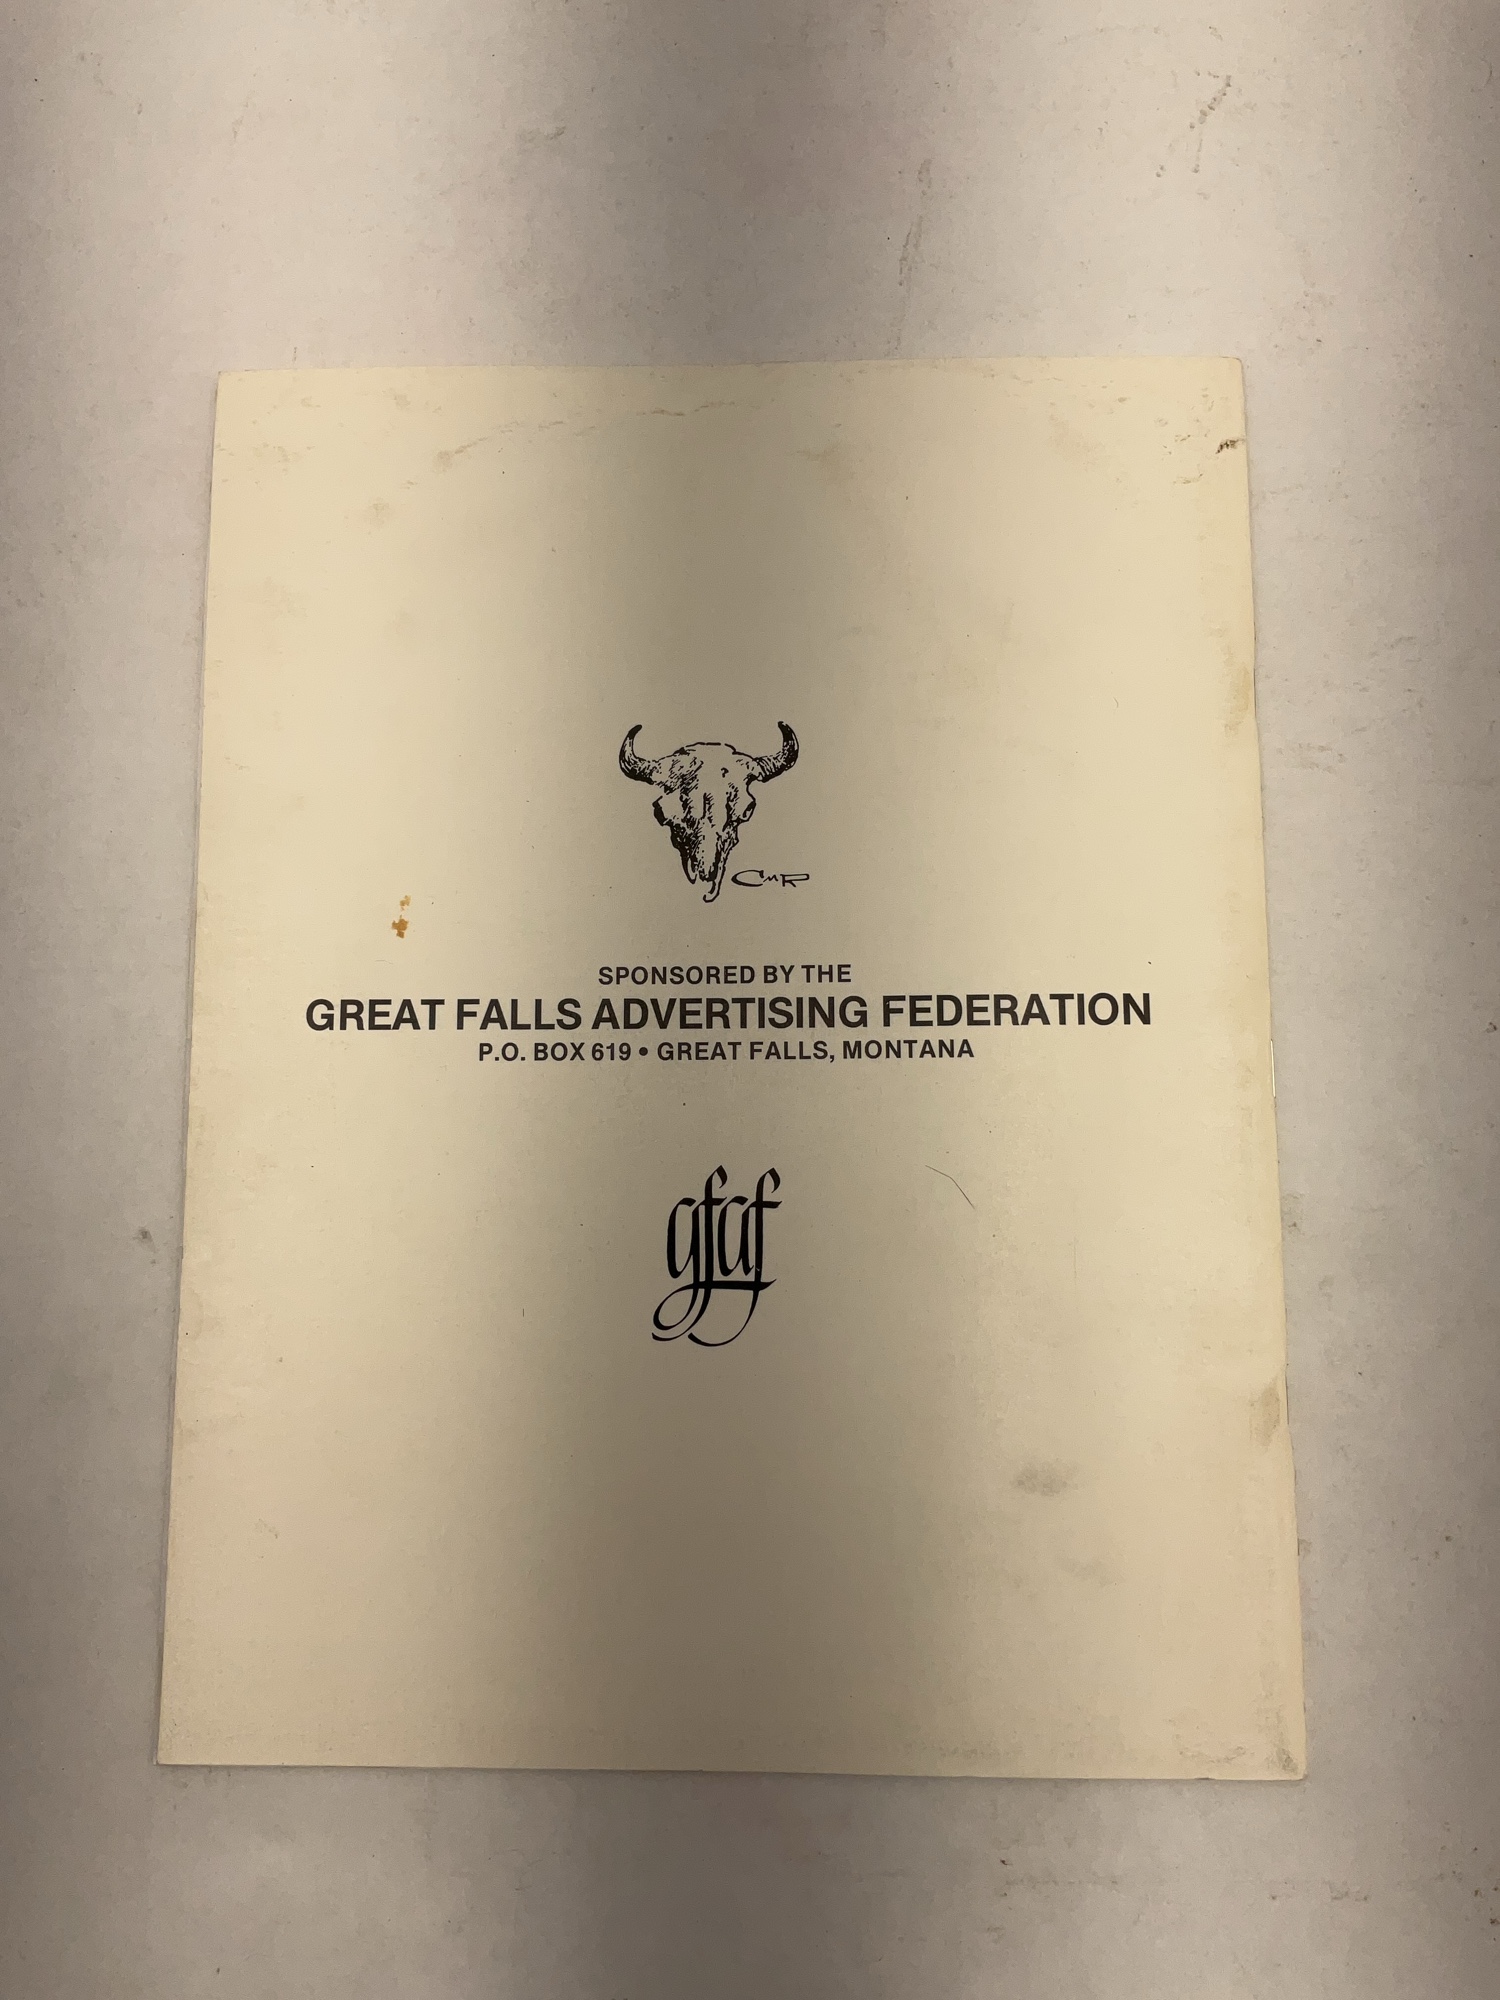 CMR
SPONSORED BY THE
GREAT FALLS ADVERTISING FEDERATION
P.O. BOX 619 • GREAT FALLS, MONTANA
gfaf